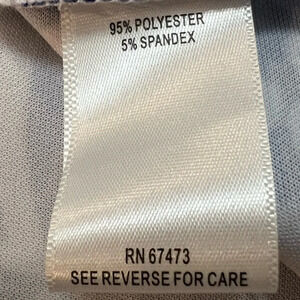 95% POLYESTER
5% SPANDEX
RN 67473
SEE REVERSE FOR CARE